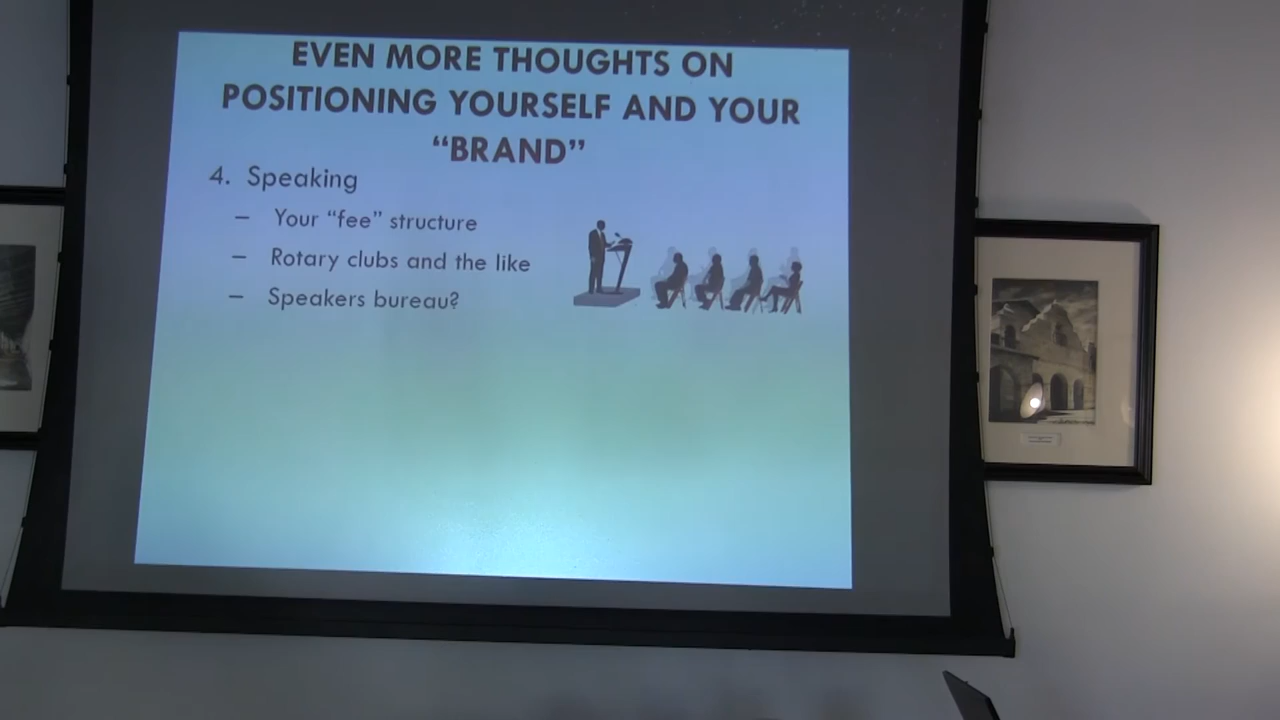 EVEN MORE THOUGHTS ON
POSITIONING YOURSELF AND YOUR
“BRAND”
4. Speaking
– Your “fee” structure
– Rotary clubs and the like
– Speakers bureau?